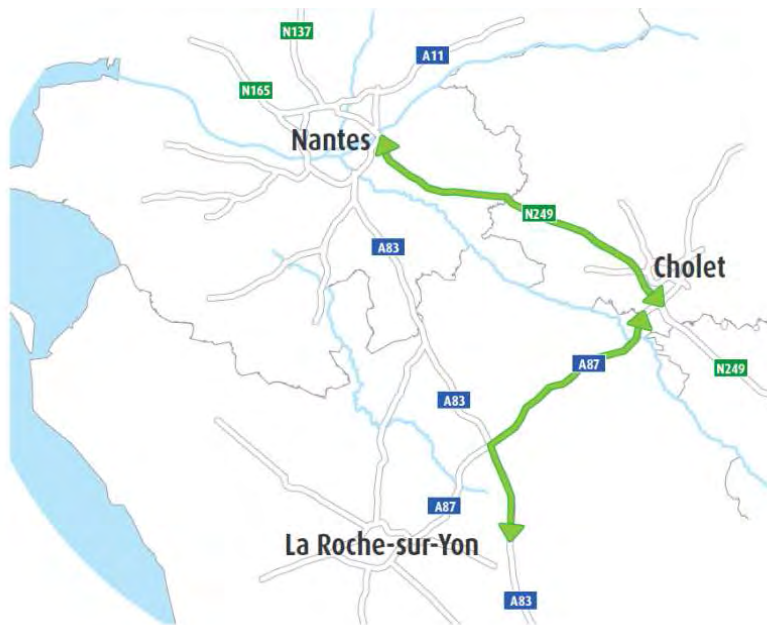 N137
A11
N165
Nantes
N249
A83
Cholet
A87
N249
A83
A87
La Roche-sur-Yon
A83